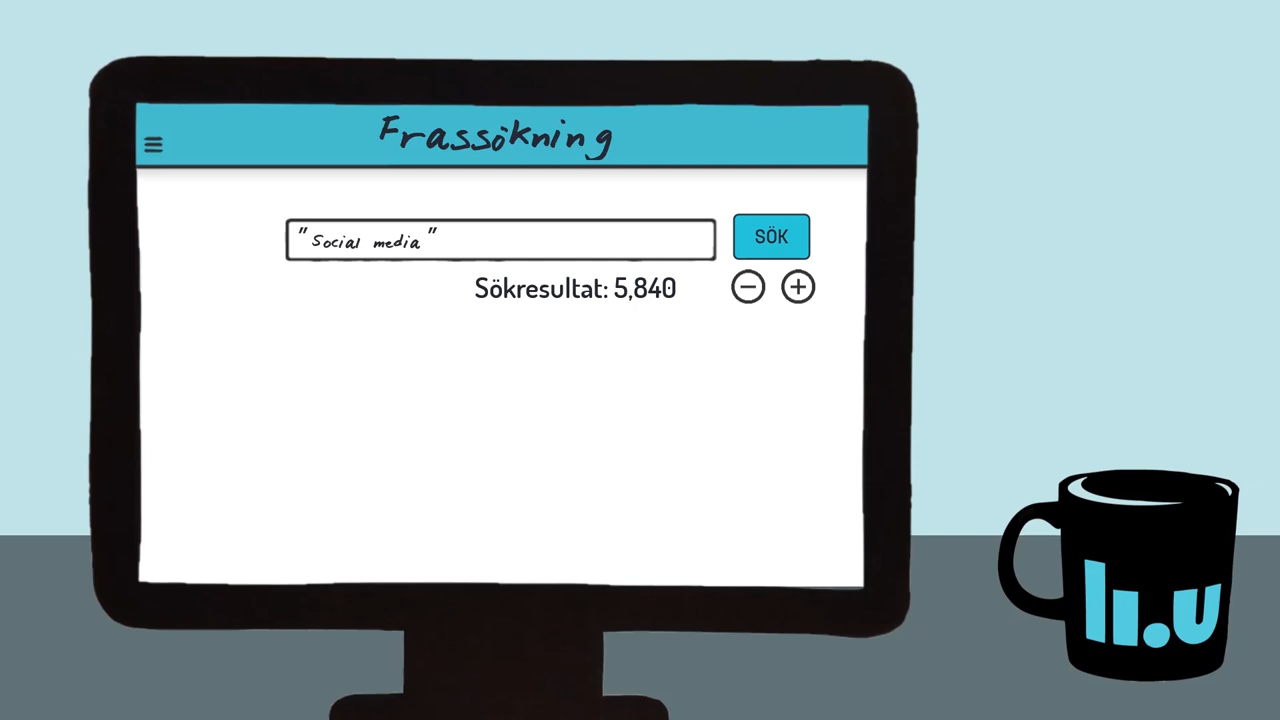 Frassökning
"Social media"
SÖK
Sökresultat: 5,840
li.u